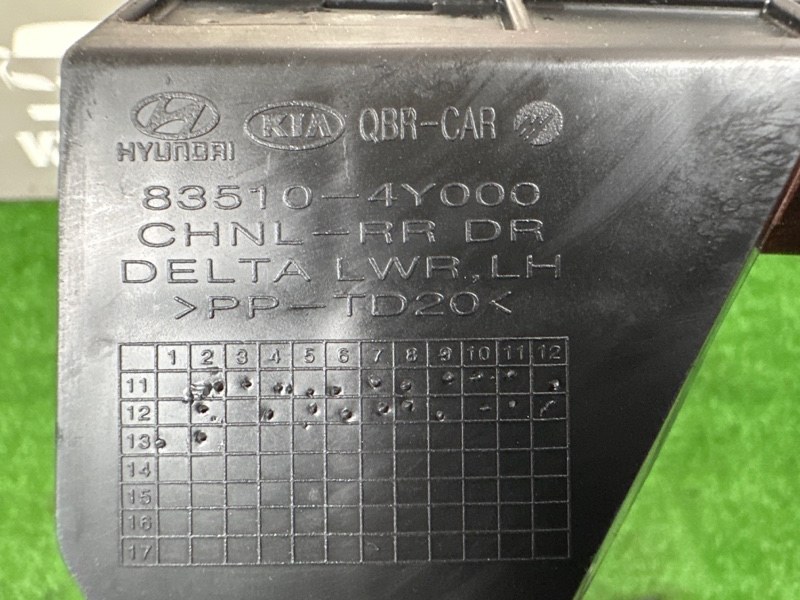 HYUNDAI KIA QBR-CAR
83510-4Y000
CHNL-RR DR
DELTA LWR,LH
>PP-TD20<
1 2 3 4 5 6 7 8 9 10 11 12
11
12
13
14
15
16
17